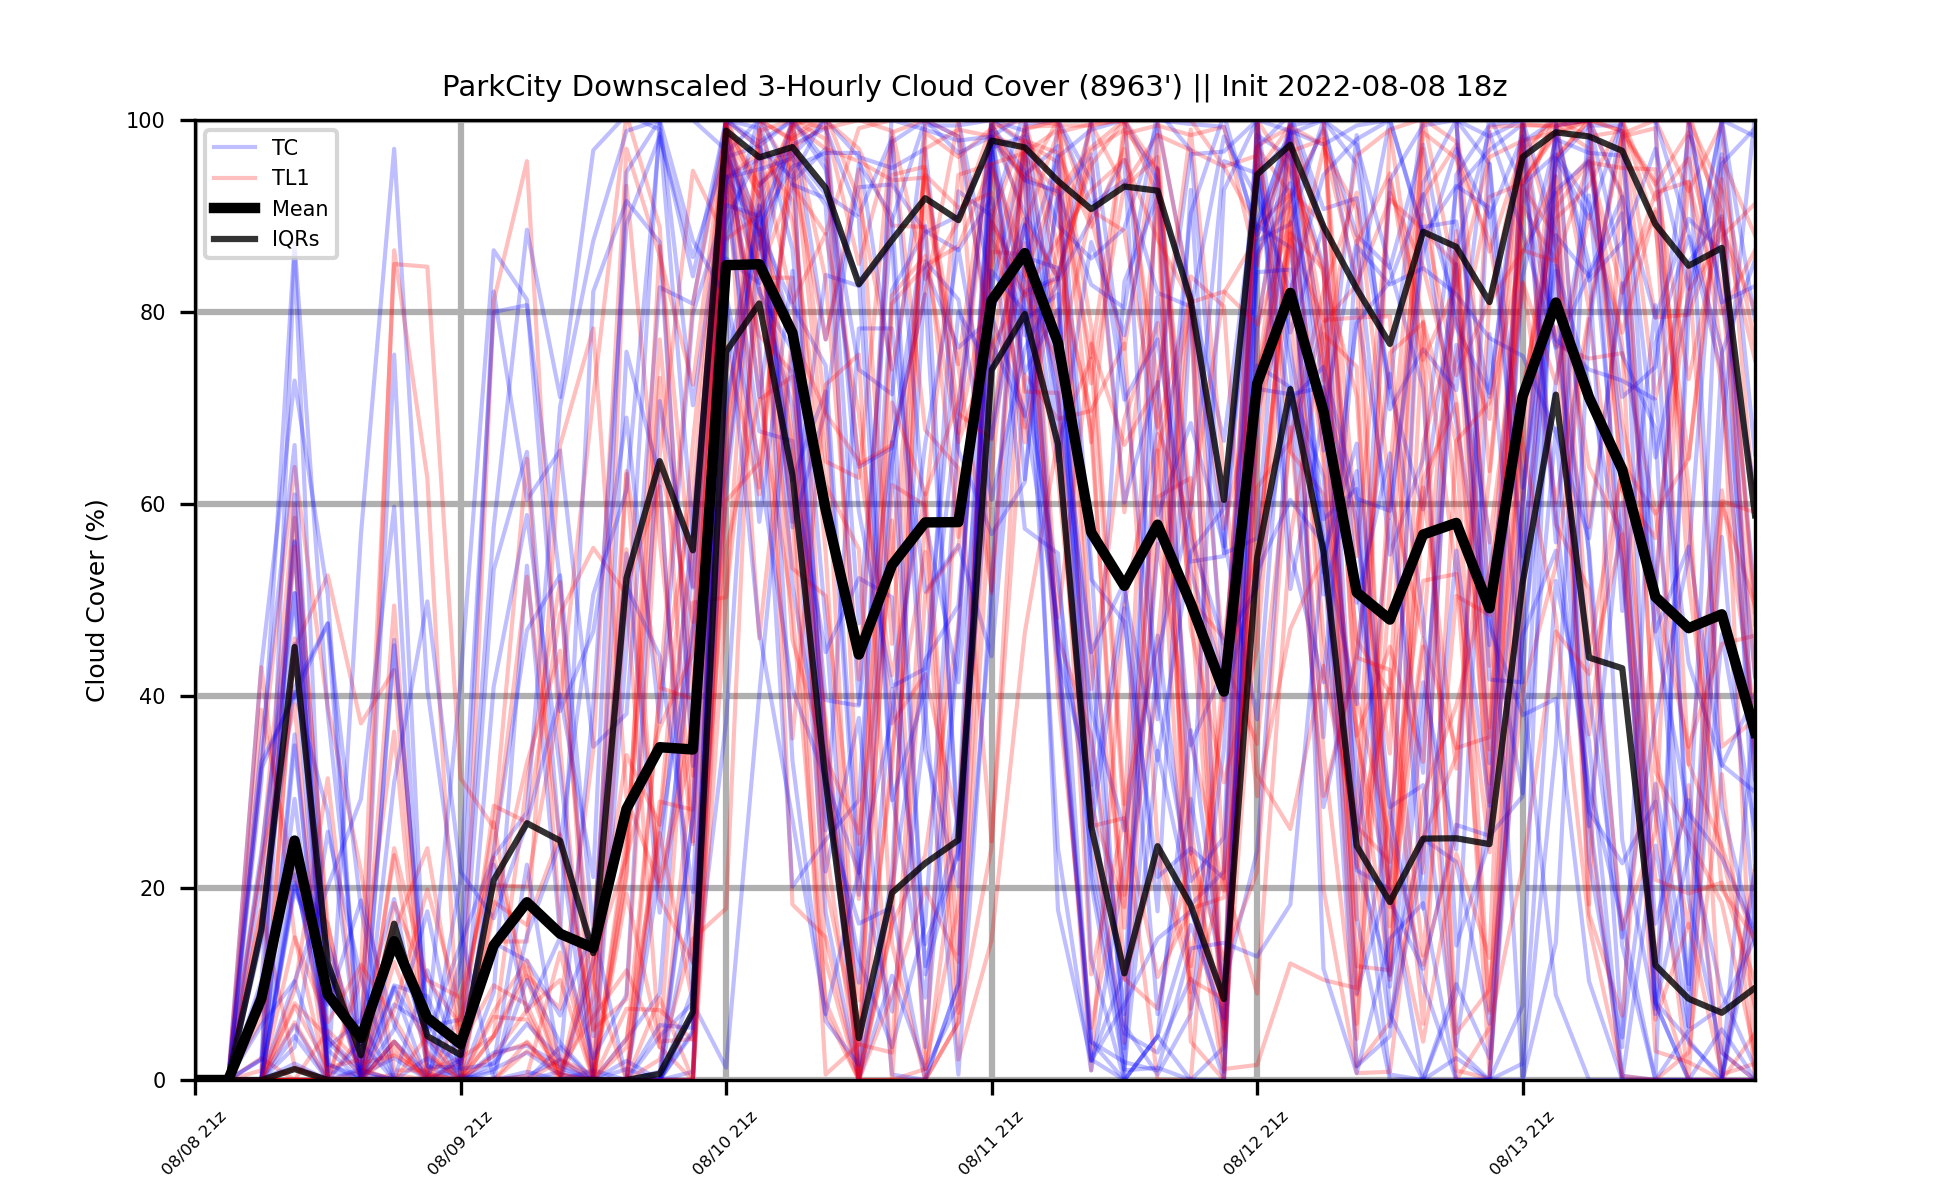 ParkCity Downscaled 3-Hourly Cloud Cover (8963') || Init 2022-08-08 18z
TC
TL1
Mean
IQRs
Cloud Cover (%)
100
80
60
40
20
0
08/08 21z
08/09 21z
08/10 21z
08/11 21z
08/12 21z
08/13 21z